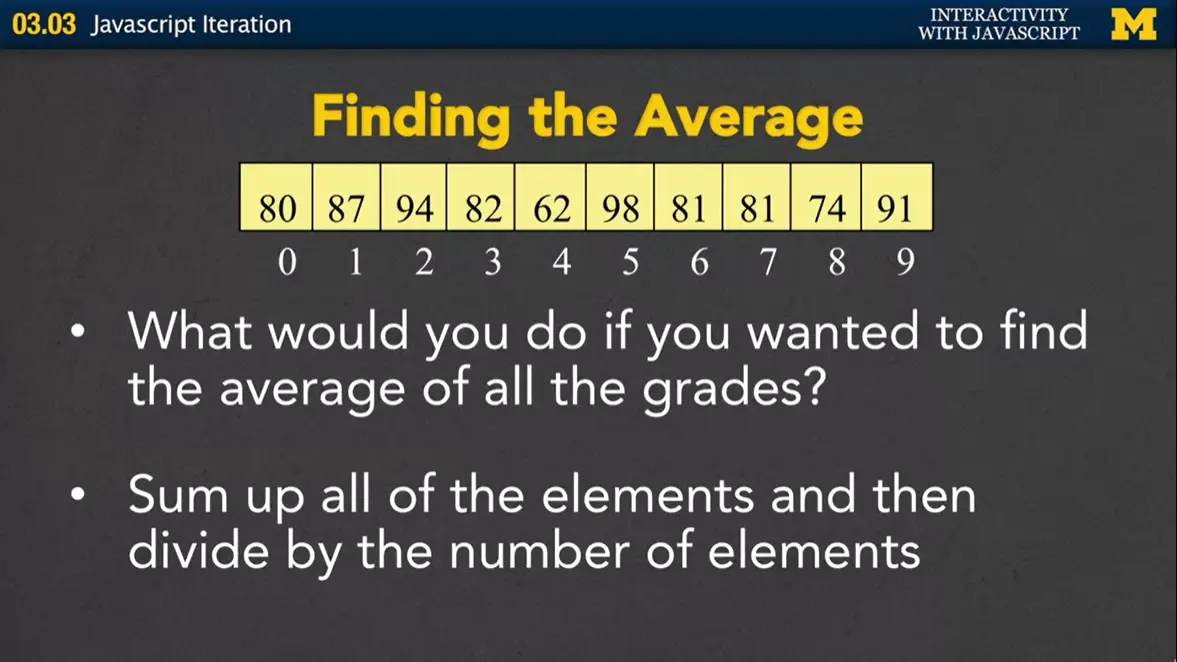 03.03 Javascript Iteration
INTERACTIVITY
WITH JAVASCRIPT
M
Finding the Average
80 87 94 82 62 98 81 81 74 91
0 1 2 3 4 5 6 7 8 9
• What would you do if you wanted to find
the average of all the grades?
• Sum up all of the elements and then
divide by the number of elements